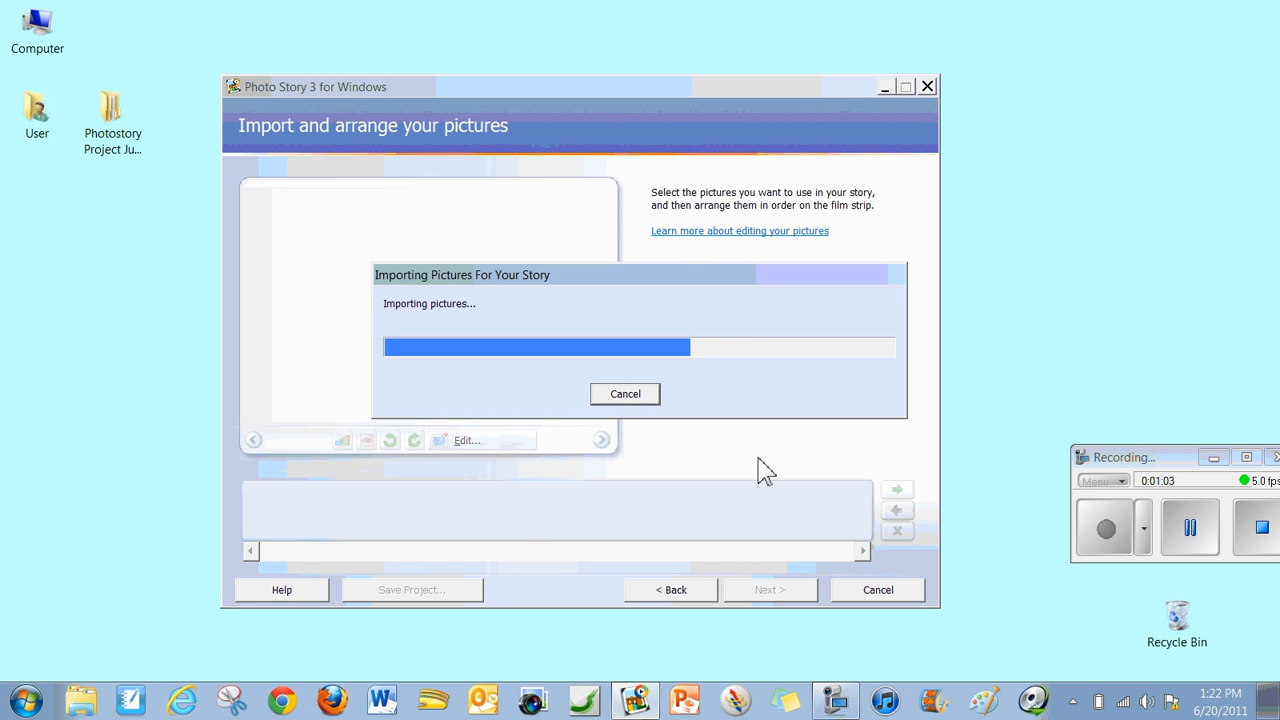 Computer
User
Photostory
Project Ju...
Photo Story 3 for Windows
Import and arrange your pictures
Select the pictures you want to use in your story,
and then arrange them in order on the film strip.
Learn more about editing your pictures
Importing Pictures For Your Story
Importing pictures...
Cancel
Edit...
Help
Save Project...
< Back
Next >
Cancel
Recording...
Menu
0:01:03
5.0 fps
Recycle Bin
1:22 PM
6/20/2011